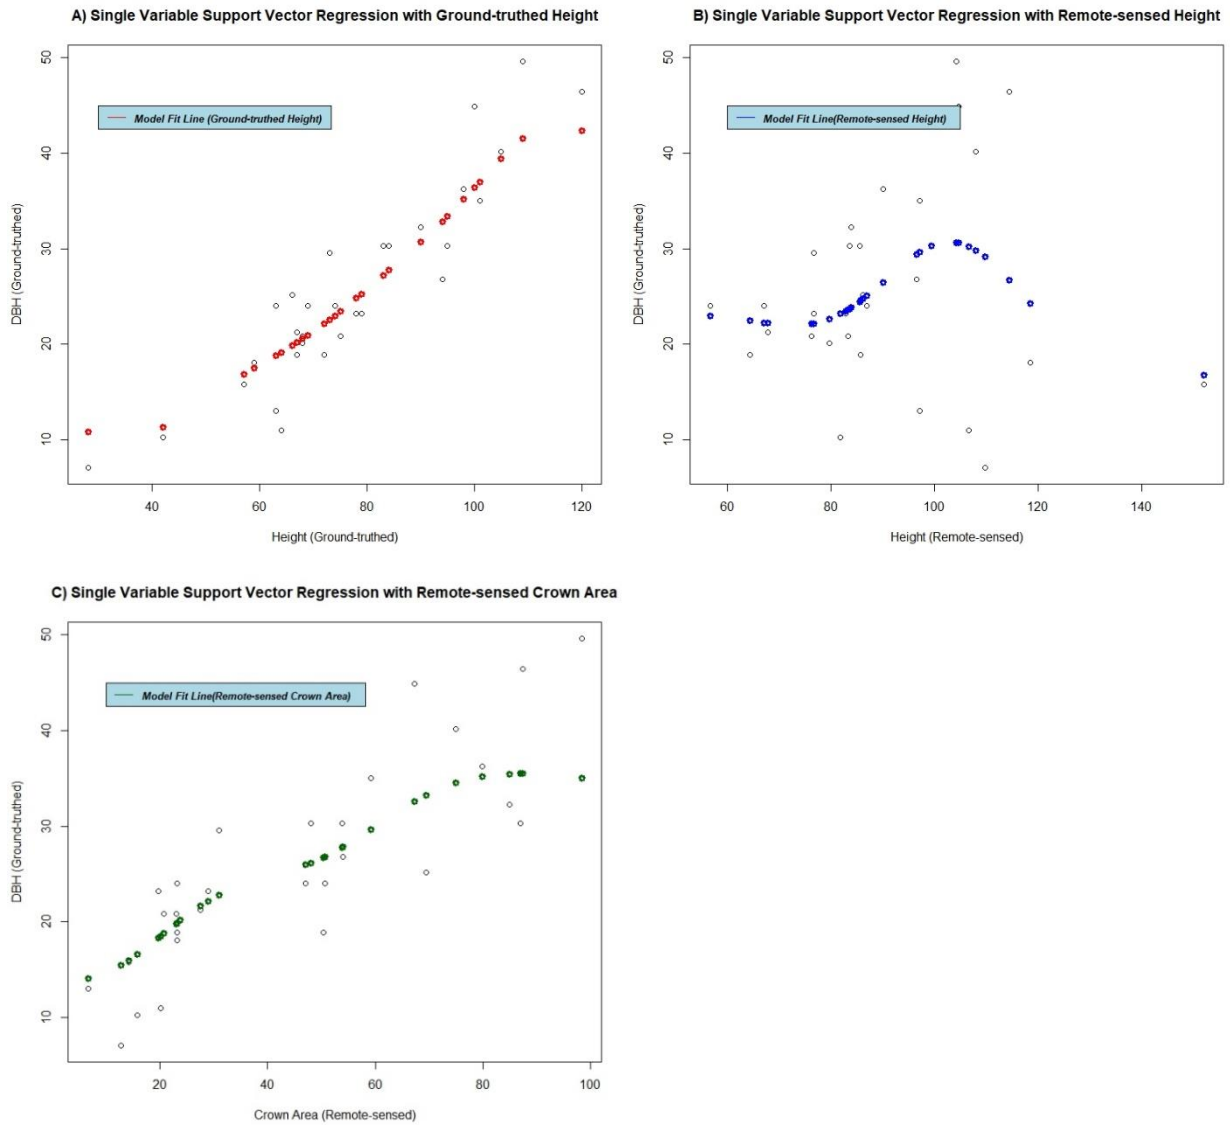 A) Single Variable Support Vector Regression with Ground-truthed Height
50
40
30
20
10
DBH (Ground-truthed)
Model Fit Line (Ground-truthed Height)
40 60 80 100 120
Height (Ground-truthed)
B) Single Variable Support Vector Regression with Remote-sensed Height
50
40
30
20
10
DBH (Ground-truthed)
Model Fit Line(Remote-sensed Height)
60 80 100 120 140
Height (Remote-sensed)
C) Single Variable Support Vector Regression with Remote-sensed Crown Area
50
40
30
20
10
DBH (Ground-truthed)
Model Fit Line(Remote-sensed Crown Area)
20 40 60 80 100
Crown Area (Remote-sensed)